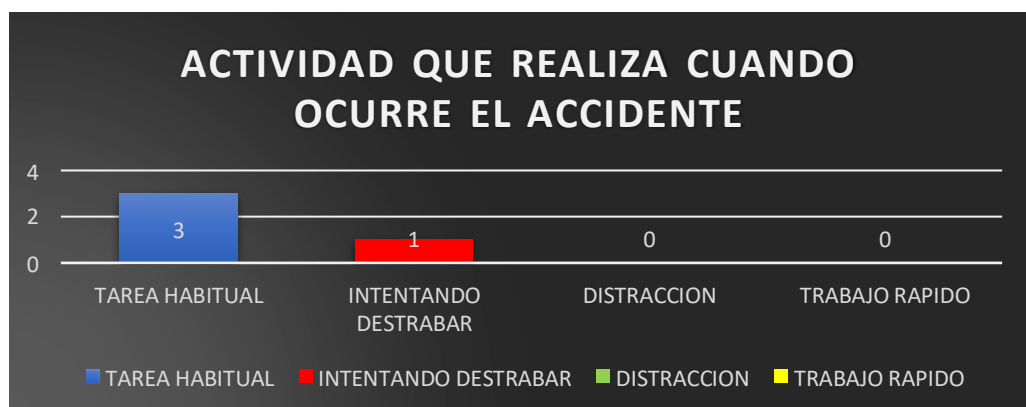 ACTIVIDAD QUE REALIZA CUANDO
OCURRE EL ACCIDENTE
4
2
0
3
1
0
0
TAREA HABITUAL
INTENTANDO
DESTRABAR
DISTRACCION
TRABAJO RAPIDO
TAREA HABITUAL INTENTANDO DESTRABAR DISTRACCION TRABAJO RAPIDO